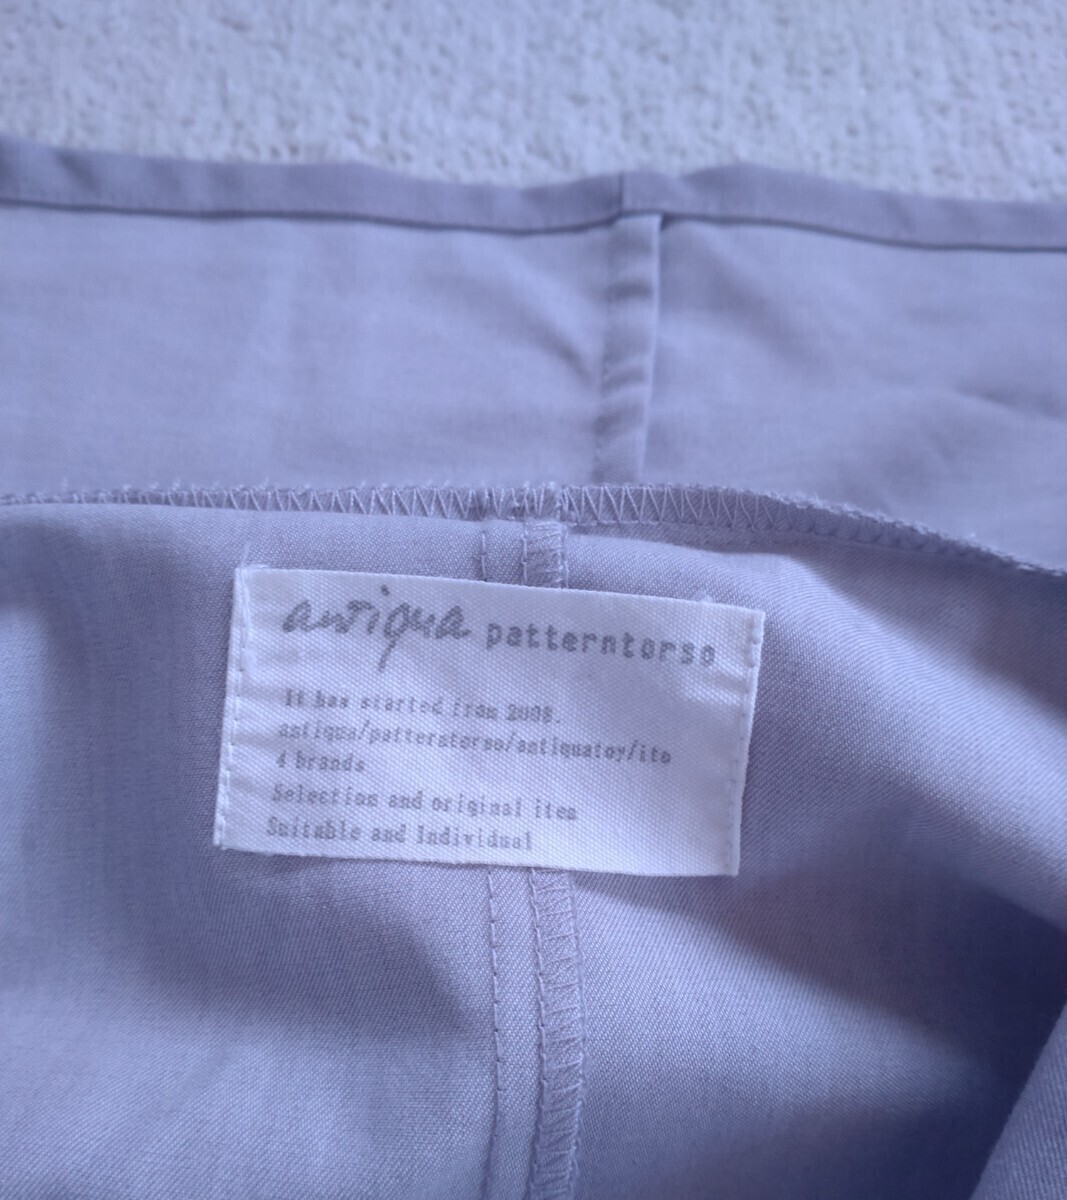 antiqua patterntorso
It has started from 2008.
antiqua/patterntorso/antiquatoy/ito
4 brands
Selection and original item
Suitable and Individual